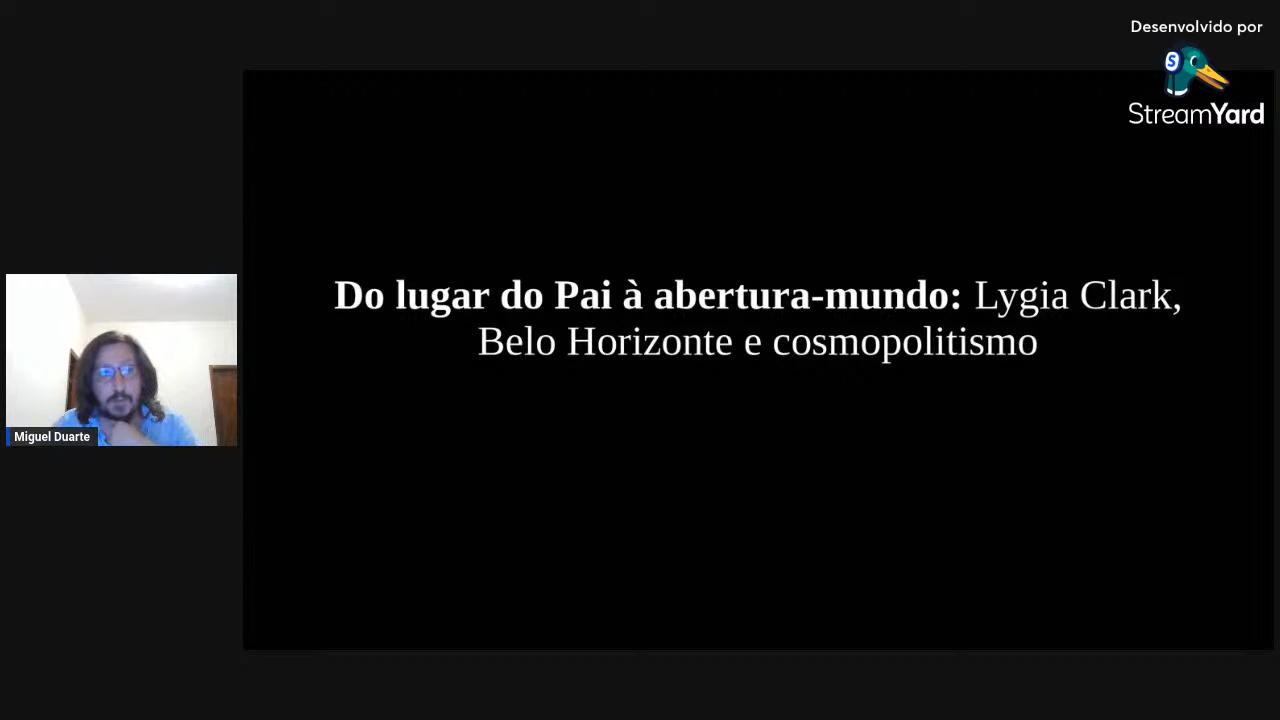 Desenvolvido por
S
StreamYard
Do lugar do Pai à abertura-mundo: Lygia Clark,
Belo Horizonte e cosmopolitismo
Miguel Duarte